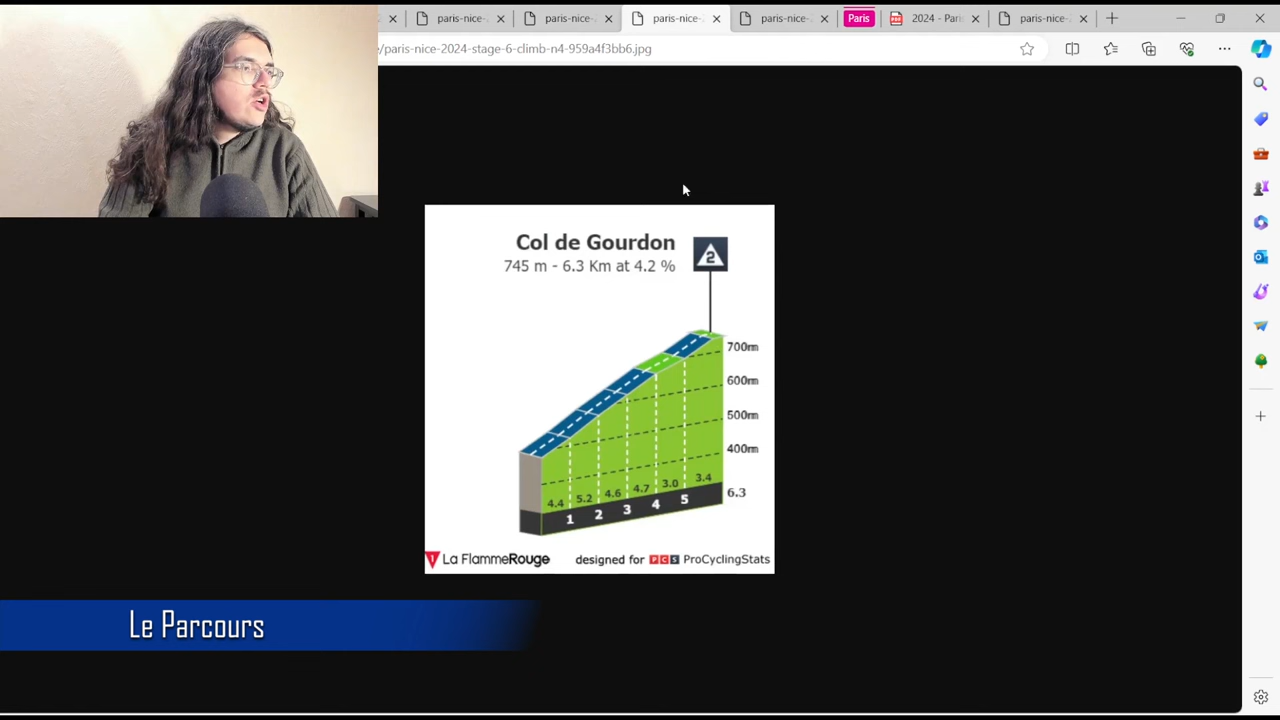 paris-nice-
paris-nice-
paris-nice-
paris-nice-
Paris
2024 - Pari
paris-nice-
/paris-nice-2024-stage-6-climb-n4-959a4f3bb6.jpg
Col de Gourdon
745 m - 6.3 Km at 4.2 %
2
700m
600m
500m
400m
4.4 5.2 4.6 4.7 3.0 3.4
6.3
1 2 3 4 5
La FlammeRouge
designed for PCS ProCyclingStats
Le Parcours